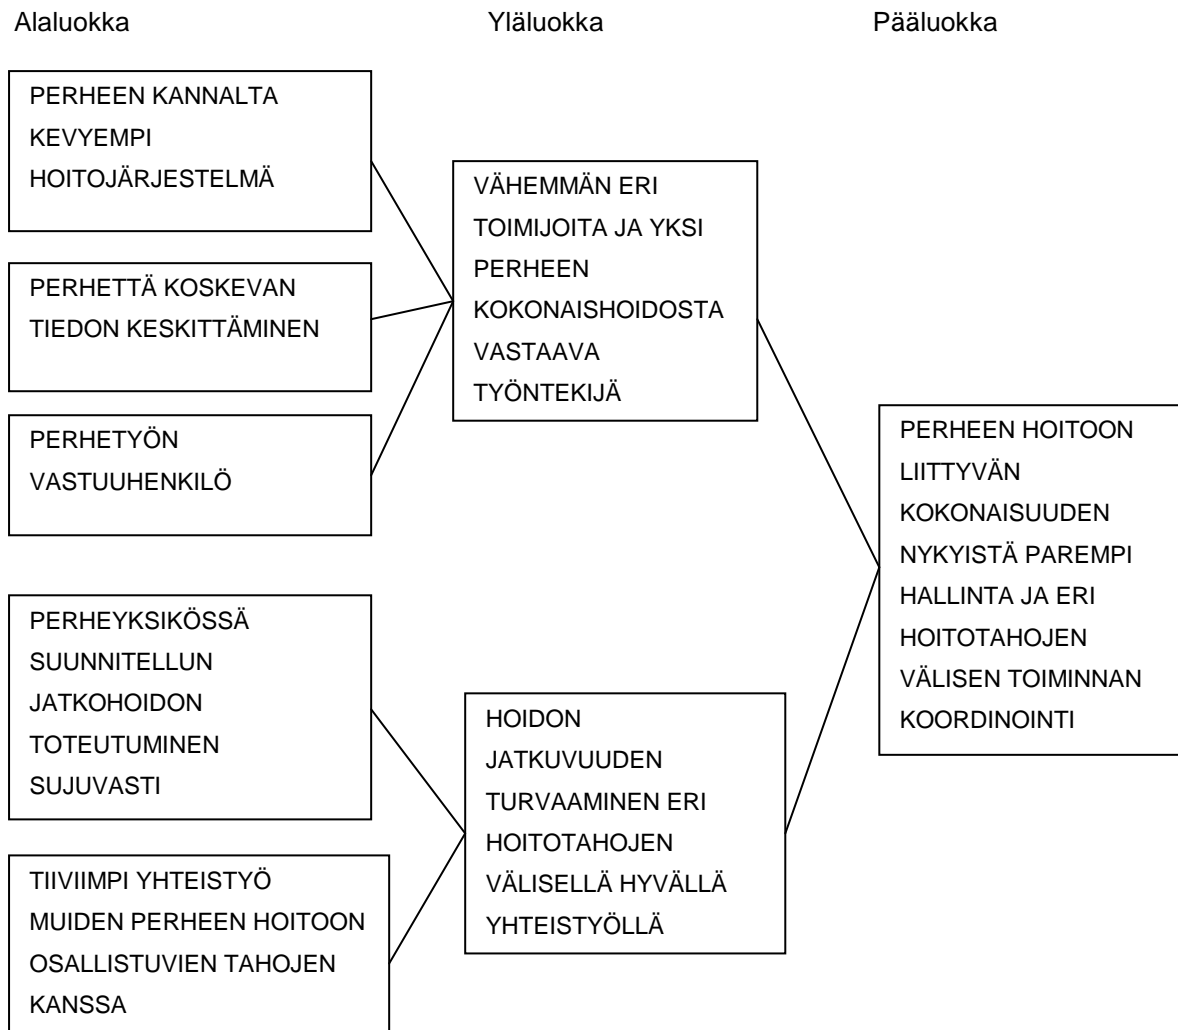 Alaluokka
Yläluokka
Pääluokka
PERHEEN KANNALTA
KEVYEMPI
HOITOJÄRJESTELMÄ
PERHETTÄ KOSKEVAN
TIEDON KESKITTÄMINEN
PERHETYÖN
VASTUUHENKILÖ
PERHEYKSIKÖSSÄ
SUUNNITELLUN
JATKOHOIDON
TOTEUTUMINEN
SUJUVASTI
TIIVIIMPI YHTEISTYÖ
MUIDEN PERHEEN HOITOON
OSALLISTUVIEN TAHOJEN
KANSSA
VÄHEMMÄN ERI
TOIMIJOITA JA YKSI
PERHEEN
KOKONAISHOIDOSTA
VASTAAVA
TYÖNTEKIJÄ
HOIDON
JATKUVUUDEN
TURVAAMINEN ERI
HOITOTAHOJEN
VÄLISELLÄ HYVÄLLÄ
YHTEISTYÖLLÄ
PERHEEN HOITOON
LIITTYVÄN
KOKONAISUUDEN
NYKYISTÄ PAREMPI
HALLINTA JA ERI
HOITOTAHOJEN
VÄLISEN TOIMINNAN
KOORDINOINTI